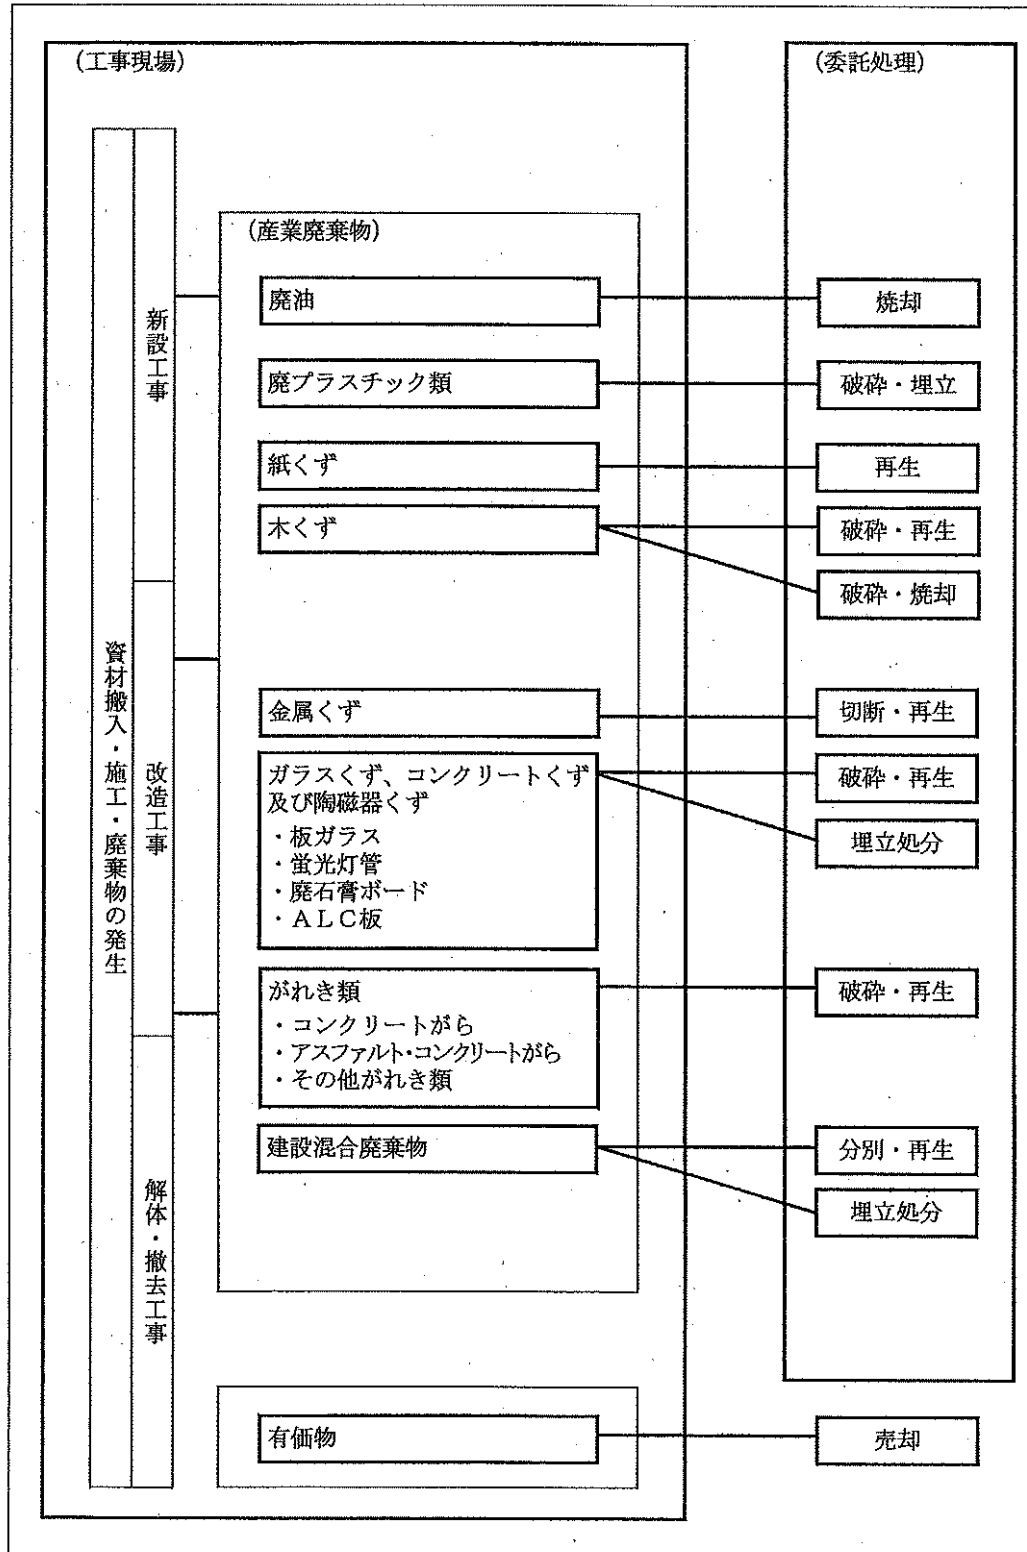 (工事現場)
(委託処理)
資材搬入・施工・廃棄物の発生
新設工事
改造工事
解体・撤去工事
(産業廃棄物)
廃油
焼却
廃プラスチック類
破砕・埋立
紙くず
再生
木くず
破砕・再生
破砕・焼却
金属くず
切断・再生
ガラスくず、コンクリートくず
及び陶磁器くず
・板ガラス
・蛍光灯管
・廃石膏ボード
・ALC板
破砕・再生
埋立処分
がれき類
・コンクリートがら
・アスファルト・コンクリートがら
・その他がれき類
破砕・再生
建設混合廃棄物
分別・再生
埋立処分
有価物
売却